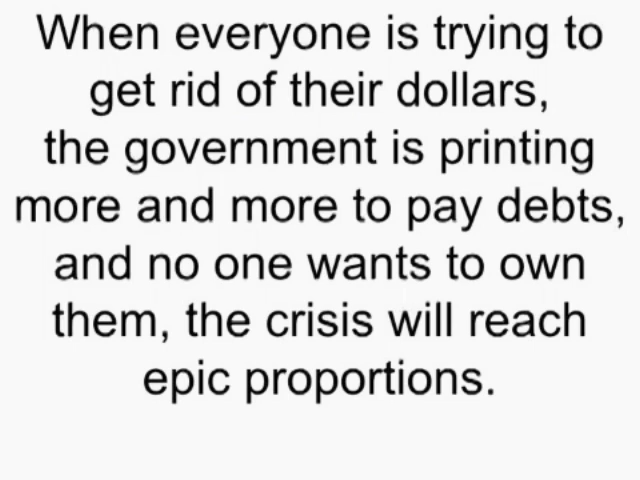 When everyone is trying to
get rid of their dollars,
the government is printing
more and more to pay debts,
and no one wants to own
them, the crisis will reach
epic proportions.